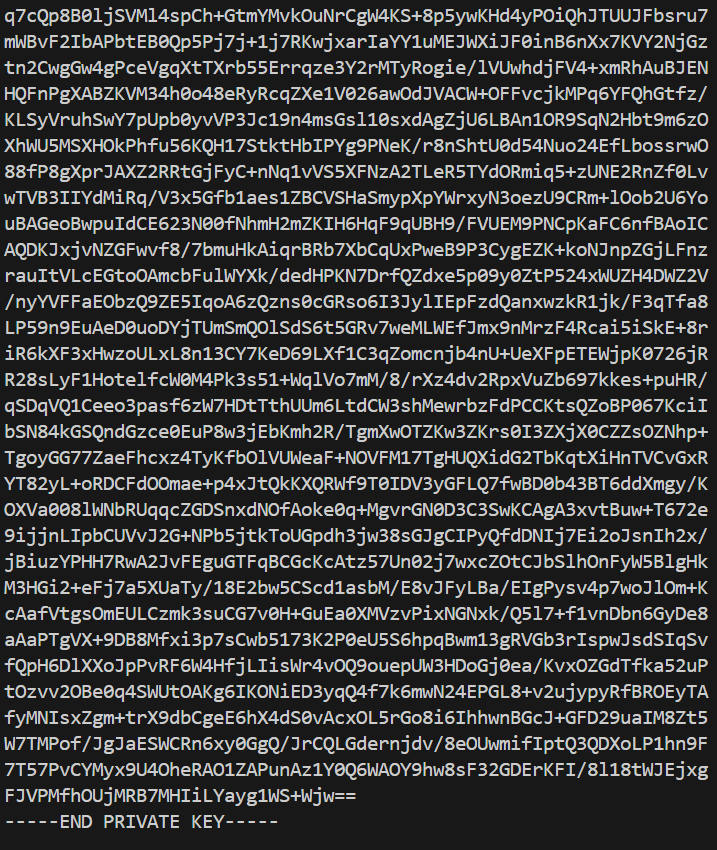 q7cQp8B0ljSVMl4spCh+GtmYMvkOuNrCgW4KS+8p5ywKHd4yPOiQhJTUUJFbsru7
mWBvF2IbAPbtEB0Qp5Pj7j+1j7RKwjxarIaYY1uMEJWXiJF0inB6nXx7KVY2NjGz
tn2CwgGw4gPceVgqXtTXrb55Errqze3Y2rMTyRogie/lVUwhdjFV4+xmRhAuBJEN
HQFnPgXABZKVM34h0o48eRyRcqZXe1V026awOdJVACW+OFFvcjkMPq6YFQhGtfz/
KLSyVruhSwY7pUpb0yvVP3Jc19n4msGsl10sxdAgZjU6LBAn1OR9SqN2Hbt9m6zO
XhWU5MSXHOkPhfu56KQH17StktHbIPYg9PNeK/r8nShtU0d54Nuo24EfLbossrwO
88fP8gXprJAXZ2RRtGjFyC+nNq1vVS5XFNzA2TLeR5TYdORmiq5+zUNE2RnZf0Lv
wTVB3IIYdMiRq/V3x5Gfb1aes1ZBCVSHaSmypXpYWrxyN3oezU9CRm+lOob2U6Yo
uBAGeoBwpuIdCE623N00fNhmH2mZKIH6HqF9qUBH9/FVUEM9PNCpKaFC6nfBAoIC
AQDKJxjvNZGFwvf8/7bmuHkAiqrBRb7XbCqUxPweB9P3CygEZK+koNJnpZGjLFnz
rauItVLcEGtoOAmcbFulWYXk/dedHPKN7DrfQZdxe5p09y0ZtP524xWUZH4DWZ2V
/nyYVFFaEObzQ9ZE5IqoA6zQzns0cGRso6I3JylIEpFzdQanxwzkR1jk/F3qTfa8
LP59n9EuAeD0uoDYjTUmSmQOlSdS6t5GRv7weMLWEfJmx9nMrzF4Rcai5iSkE+8r
iR6kXF3xHwzoULxL8n13CY7KeD69LXf1C3qZomcnjb4nU+UeXFpETEWjpK0726jR
R28sLyF1HotelfcW0M4Pk3s51+WqlVo7mM/8/rXz4dv2RpxVuZb697kkes+puHR/
qSDqVQ1Ceeo3pasf6zW7HDtTthUUm6LtdCW3shMewrbzFdPCCKtsQZoBP067KciI
bSN84kGSQndGzce0EuP8w3jEbKmh2R/TgmXwOTZKw3ZKrs0I3ZXjX0CZZsOZNhp+
TgoyGG77ZaeFhcxz4TyKfbOlVUWeaF+NOVFM17TgHUQXidG2TbKqtXiHnTVCvGxR
YT82yL+oRDCFdOOmae+p4xJtQkKXQRWf9T0IDV3yGFLQ7fwBD0b43BT6ddXmgy/K
OXVa008lWNbRUqqcZGDSnxdNOfAoke0q+MgvrGN0D3C3SwKCAgA3xvtBuw+T672e
9ijjnLIpbCUVvJ2G+NPb5jtkToUGpdh3jw38sGJgCIPyQfdDNIj7Ei2oJsnIh2x/
jBiuzYPHH7RwA2JvFEguGTFqBCGcKcAtz57Un02j7wxcZOtCJbSlhOnFyW5BlgHk
M3HGi2+eFj7a5XUaTy/18E2bw5CScd1asbM/E8vJFyLBa/EIgPysv4p7woJlOm+K
cAafVtgsOmEULCzmk3suCG7v0H+GuEa0XMVzvPixNGNxk/Q5l7+f1vnDbn6GyDe8
aAaPTgVX+9DB8Mfxi3p7sCwb5173K2P0eU5S6hpqBwm13gRVGb3rIspwJsdSIqSv
fQpH6DlXXoJpPvRF6W4HfjLIisWr4vOQ9ouepUW3HDoGj0ea/KvxOZGdTfka52uP
tOzvv2OBe0q4SWUtOAKg6IKONiED3yqQ4f7k6mwN24EPGL8+v2ujypyRfBROEyTA
fyMNIsxZgm+trX9dbCgeE6hX4dS0vAcxOL5rGo8i6IhhwnBGcJ+GFD29uaIM8Zt5
W7TMPof/JgJaESWCRn6xy0GgQ/JrCQLGdernjdv/8eOUwmifIptQ3QDXoLP1hn9F
7T57PvCYMyx9U4OheRAO1ZAPunAz1Y0Q6WAOY9hw8sF32GDErKFI/8l18tWJEjxg
FJVPMfhOUjMRB7MHIiLYayg1WS+Wjw==
-----END PRIVATE KEY-----